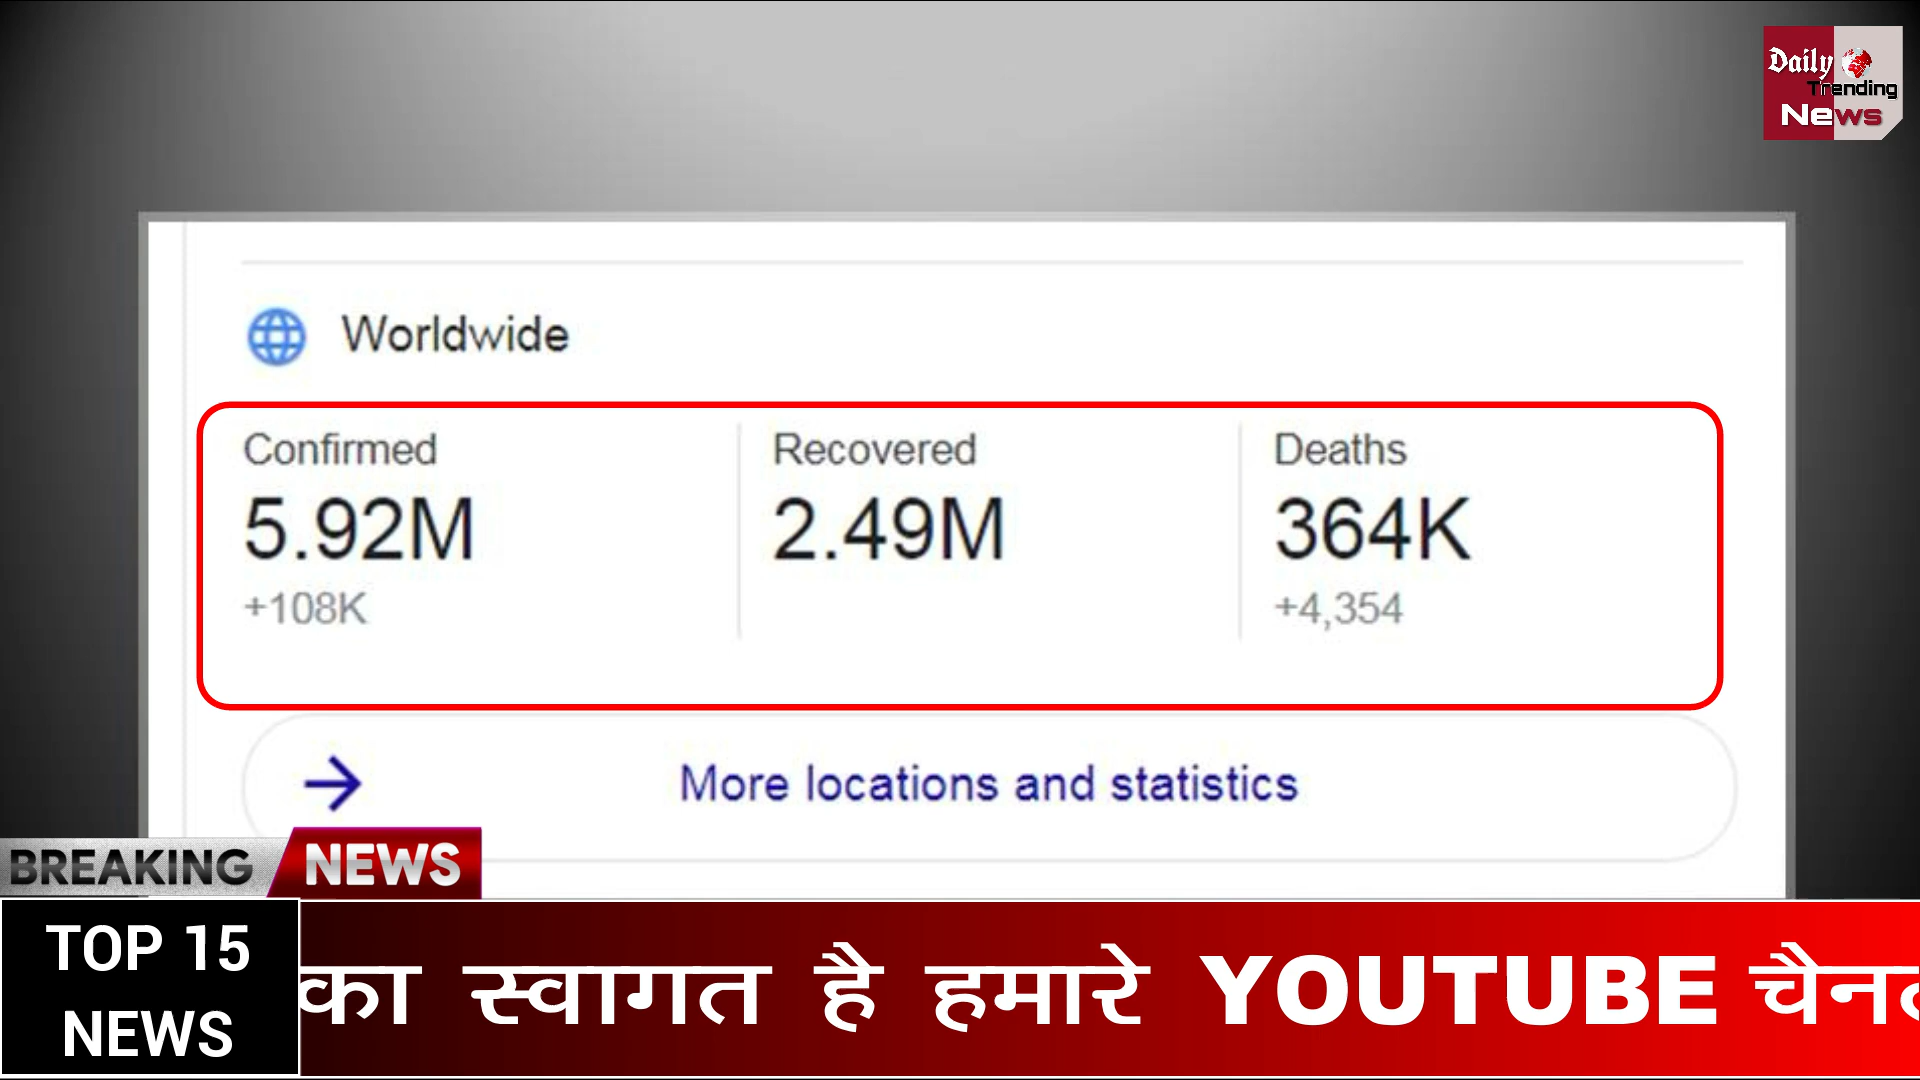 Daily
Trending
News
Worldwide
Confirmed Recovered Deaths
5.92M 2.49M 364K
+108K +4,354
More locations and statistics
BREAKING NEWS
TOP 15
NEWS
का स्वागत है हमारे YOUTUBE